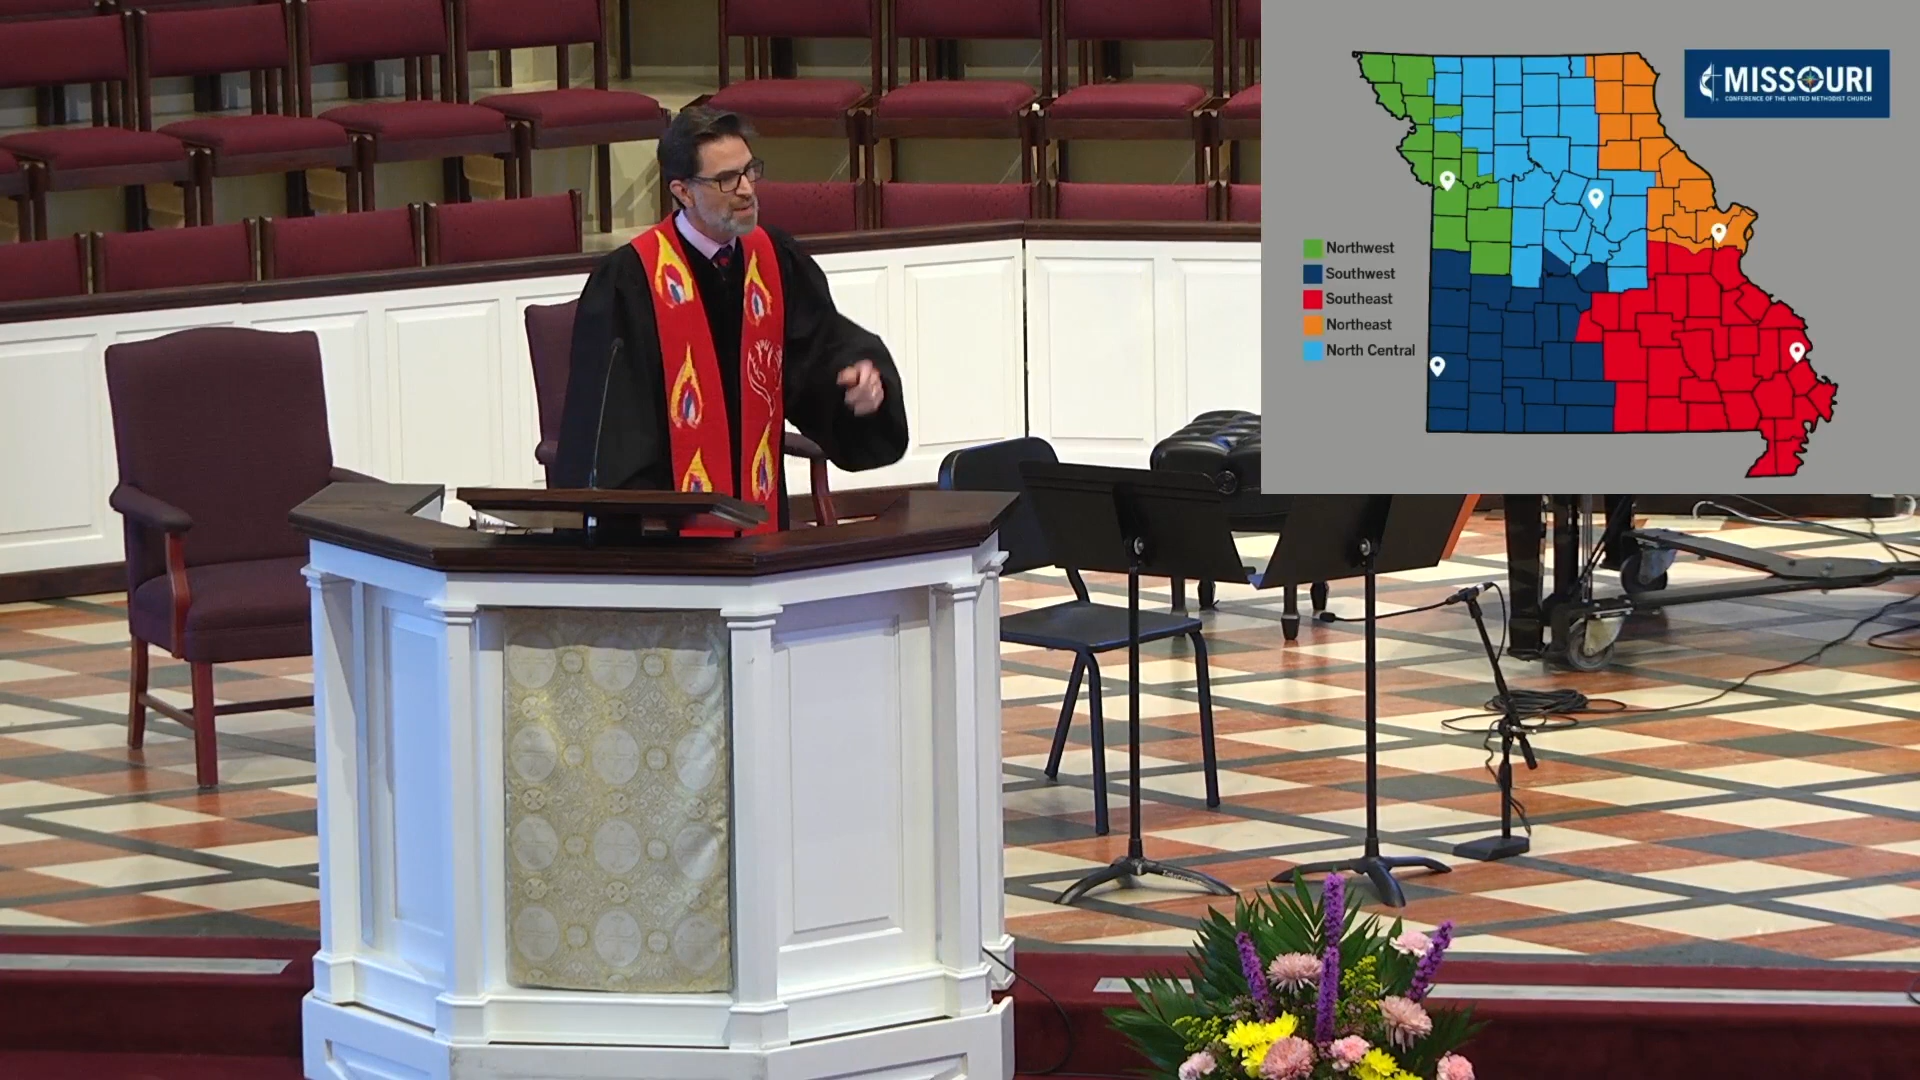 MISSOURI
CONFERENCE OF THE UNITED METHODIST CHURCH
Northwest
Southwest
Southeast
Northeast
North Central